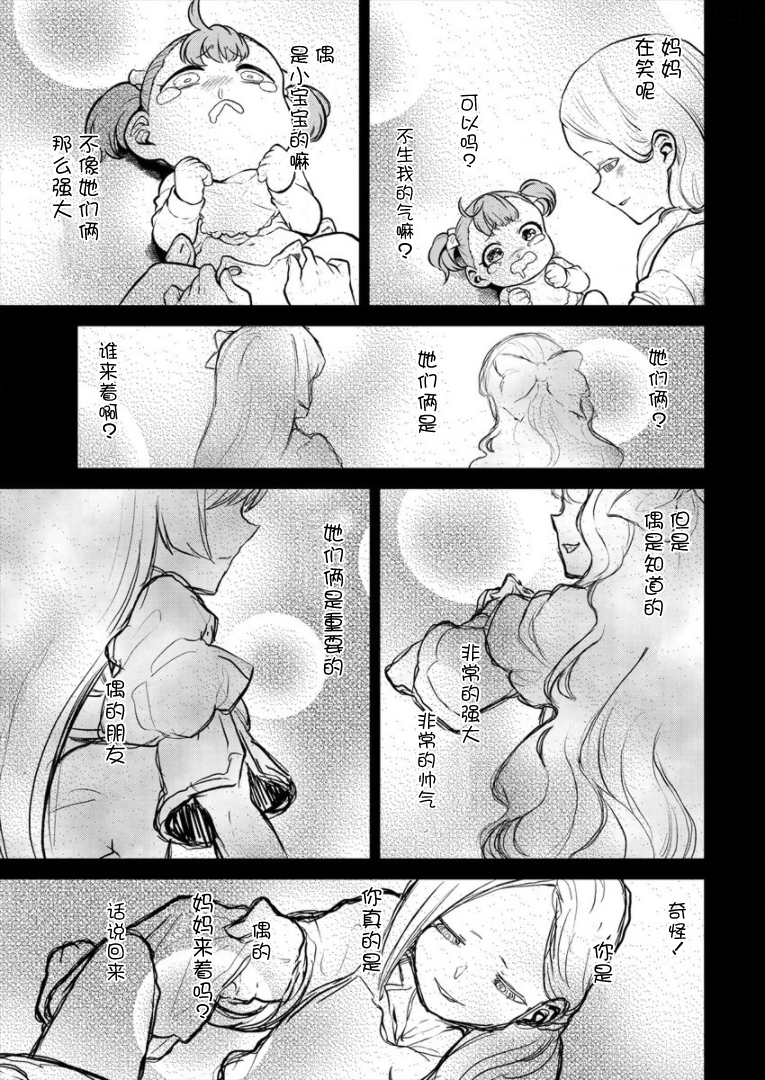 妈妈
在笑呢
可以吗？
不生我的气嘛？
偶
是小宝宝的嘛
不像她们俩
那么强大
她们俩？
她们俩是
谁来着啊？
但是
偶是知道的
非常的强大
非常的帅气
她们俩是重要的
偶的朋友
奇怪！
你是
你真的是
偶的
妈妈来着吗？
话说回来